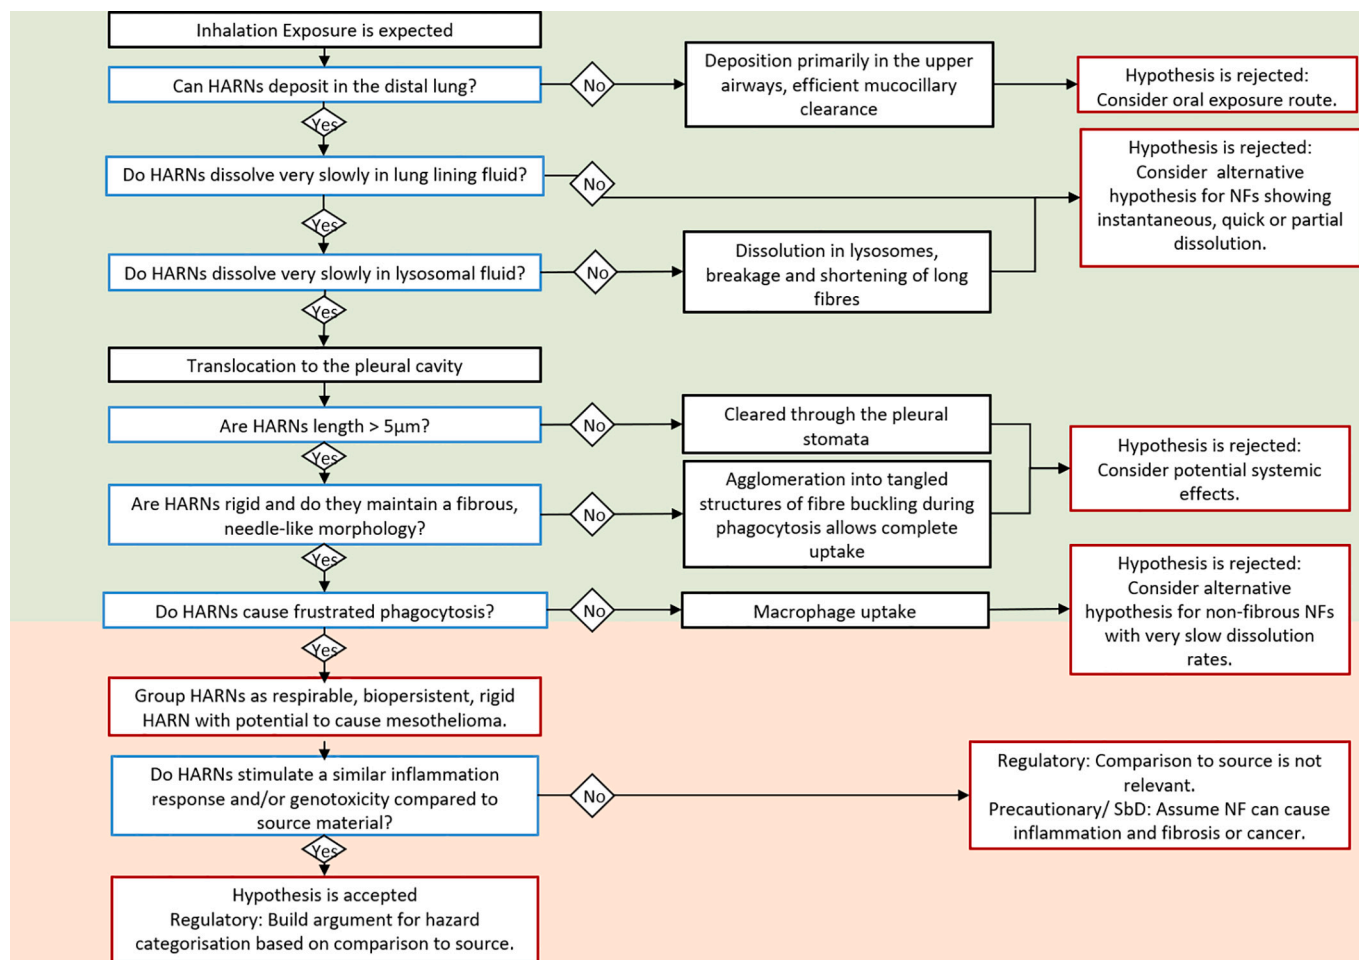 Inhalation Exposure is expected
Can HARNs deposit in the distal lung?
No
Deposition primarily in the upper
airways, efficient mucocillary
clearance
Hypothesis is rejected:
Consider oral exposure route.
Yes
Do HARNs dissolve very slowly in lung lining fluid?
No
Hypothesis is rejected:
Consider alternative
hypothesis for NFs showing
instantaneous, quick or partial
dissolution.
Yes
Do HARNs dissolve very slowly in lysosomal fluid?
No
Dissolution in lysosomes,
breakage and shortening of long
fibres
Yes
Translocation to the pleural cavity
Are HARNs length > 5µm?
No
Cleared through the pleural
stomata
Hypothesis is rejected:
Consider potential systemic
effects.
Yes
Are HARNs rigid and do they maintain a fibrous,
needle-like morphology?
No
Agglomeration into tangled
structures of fibre buckling during
phagocytosis allows complete
uptake
Yes
Do HARNs cause frustrated phagocytosis?
No
Macrophage uptake
Hypothesis is rejected:
Consider alternative
hypothesis for non-fibrous NFs
with very slow dissolution
rates.
Yes
Group HARNs as respirable, biopersistent, rigid
HARN with potential to cause mesothelioma.
Do HARNs stimulate a similar inflammation
response and/or genotoxicity compared to
source material?
No
Regulatory: Comparison to source is not
relevant.
Precautionary/ SbD: Assume NF can cause
inflammation and fibrosis or cancer.
Yes
Hypothesis is accepted
Regulatory: Build argument for hazard
categorisation based on comparison to source.